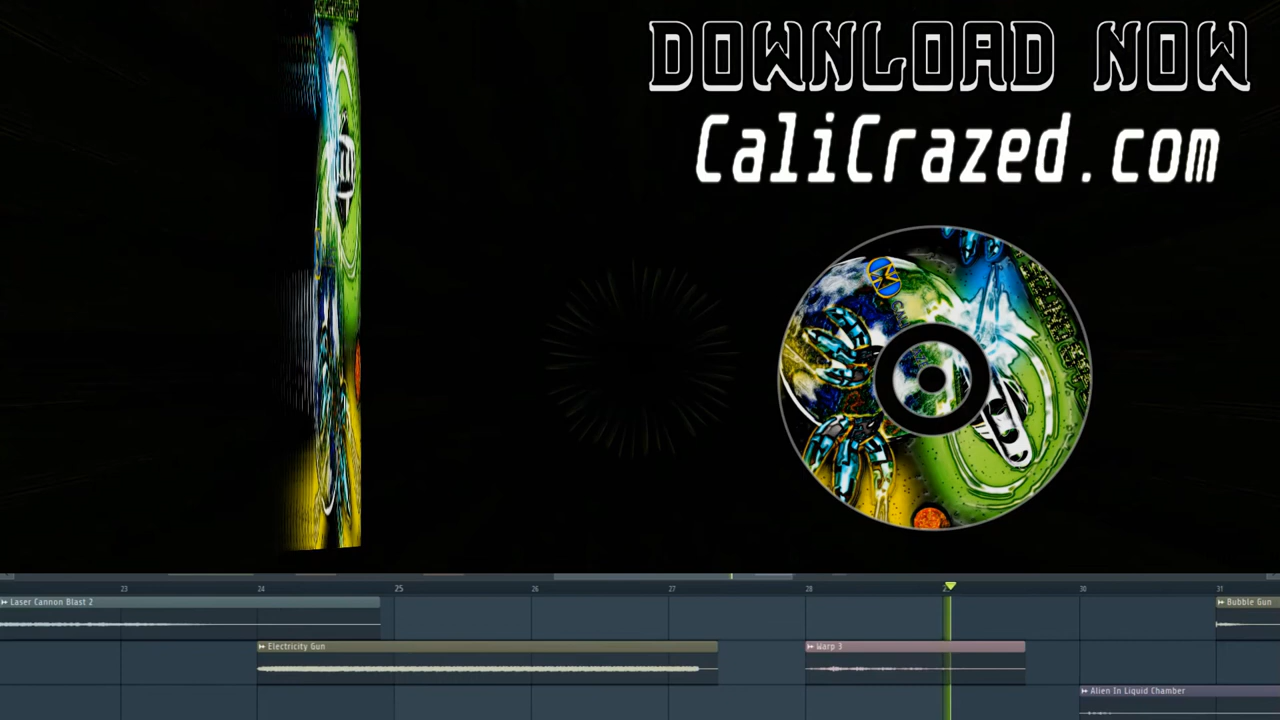 DOWNLOAD NOW
CaliCrazed.com
23 24 25 26 27 28 30 31
Laser Cannon Blast 2
Bubble Gun
Electricity Gun
Warp 3
Alien In Liquid Chamber